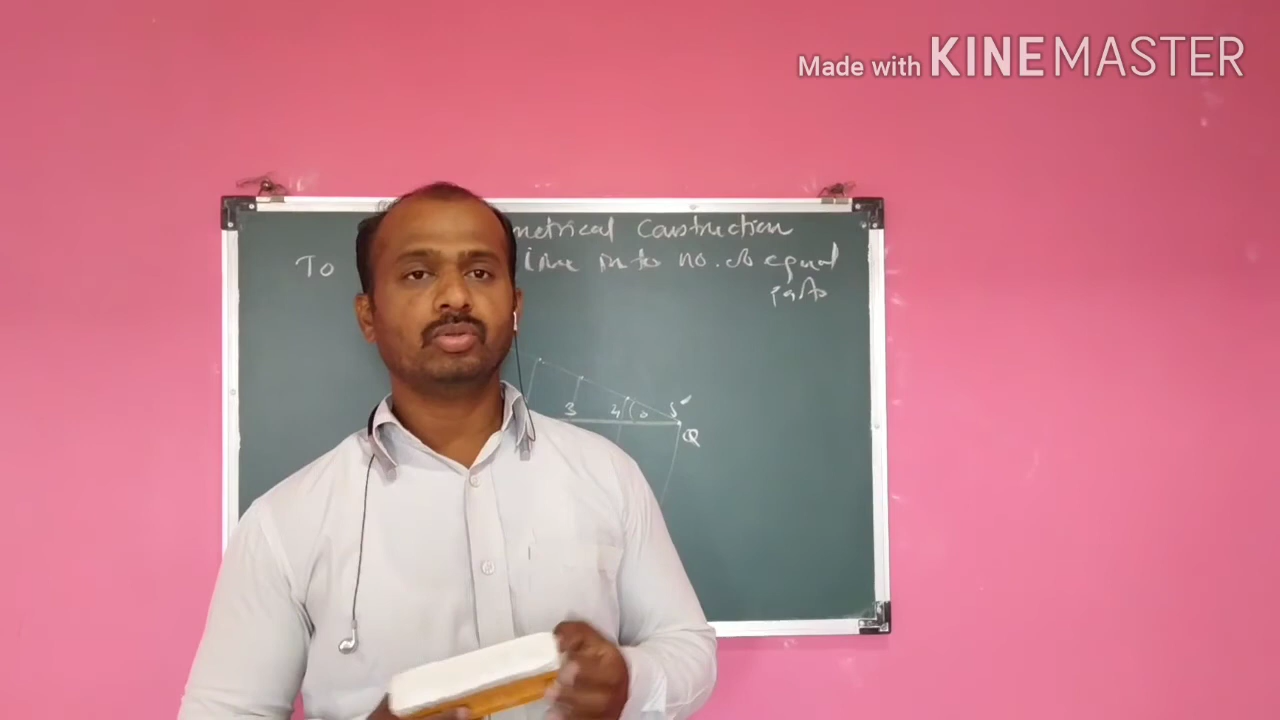 Made with KINEMASTER
metrical Construction
To line into no. of equal
parts
3 4 5'
Q